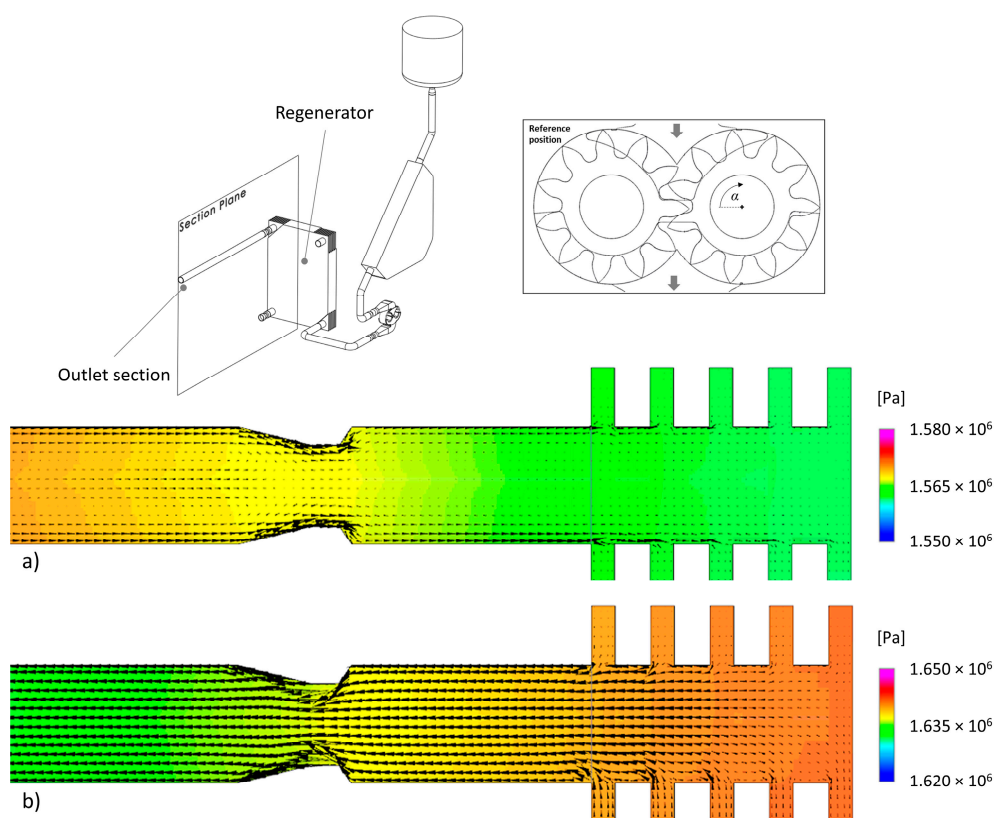 Regenerator
Section Plane
Outlet section
Reference
position
α
[Pa]
1.580 × 10⁶
1.565 × 10⁶
1.550 × 10⁶
a)
[Pa]
1.650 × 10⁶
1.635 × 10⁶
1.620 × 10⁶
b)